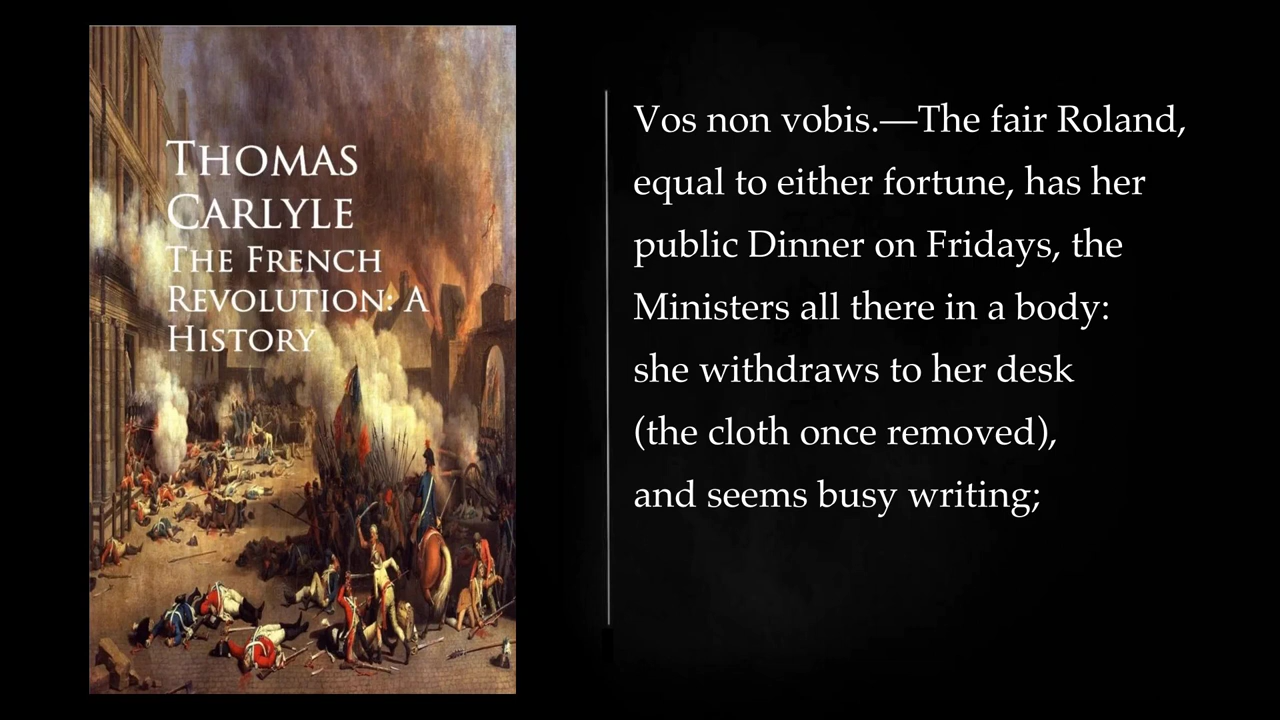 THOMAS
CARLYLE
THE FRENCH
REVOLUTION: A
HISTORY
Vos non vobis.—The fair Roland,
equal to either fortune, has her
public Dinner on Fridays, the
Ministers all there in a body:
she withdraws to her desk
(the cloth once removed),
and seems busy writing;